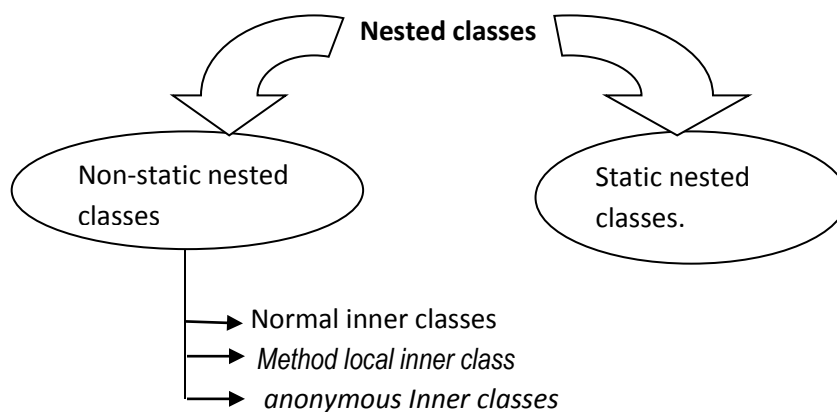 Nested classes
Non-static nested
classes
Static nested
classes.
Normal inner classes
Method local inner class
anonymous Inner classes